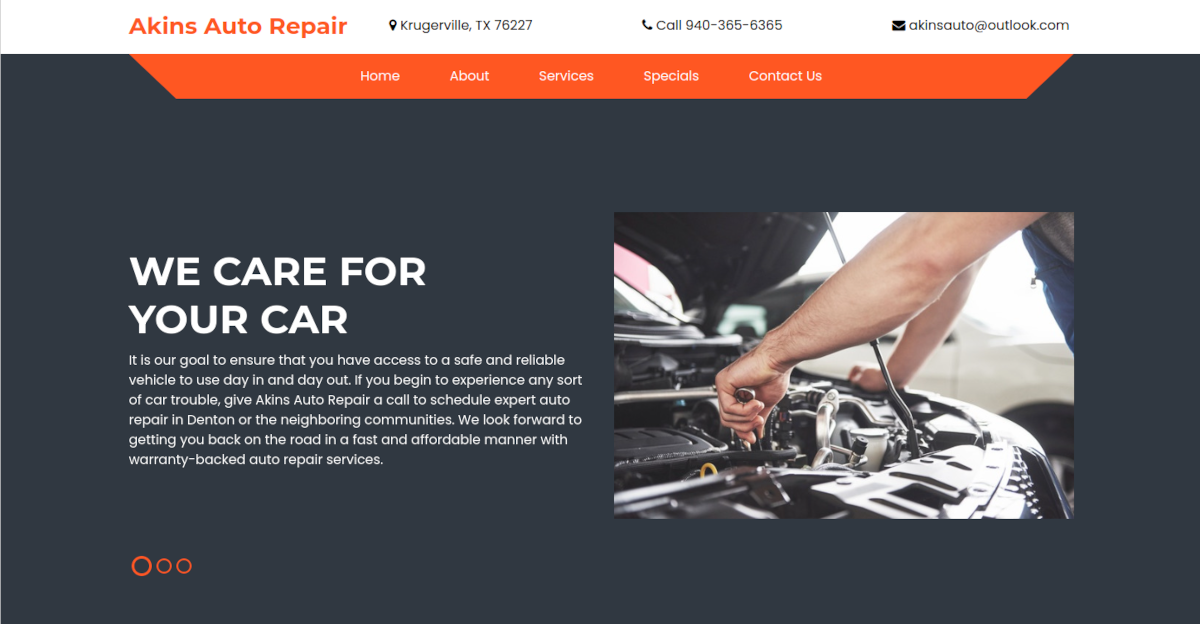 Akins Auto Repair
Krugerville, TX 76227
Call 940-365-6365
akinsauto@outlook.com
Home
About
Services
Specials
Contact Us
WE CARE FOR
YOUR CAR
It is our goal to ensure that you have access to a safe and reliable
vehicle to use day in and day out. If you begin to experience any sort
of car trouble, give Akins Auto Repair a call to schedule expert auto
repair in Denton or the neighboring communities. We look forward to
getting you back on the road in a fast and affordable manner with
warranty-backed auto repair services.